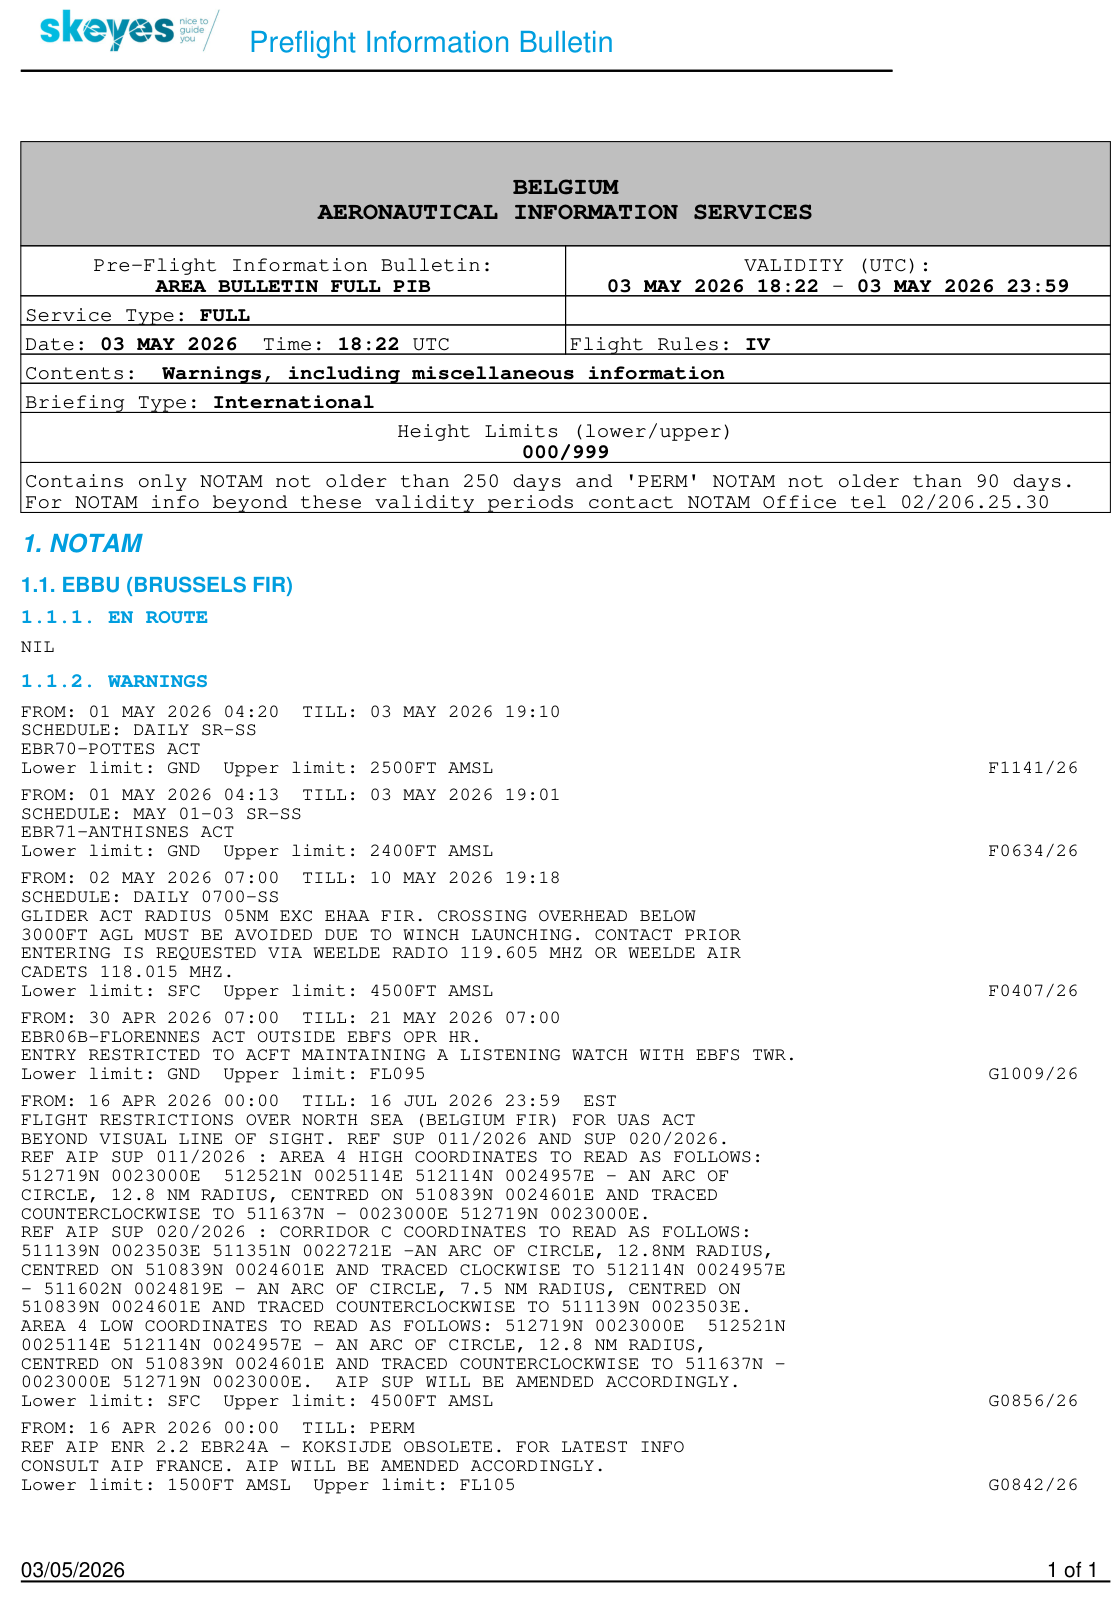 skeyes nice to guide you
Preflight Information Bulletin
BELGIUM
AERONAUTICAL INFORMATION SERVICES
Pre-Flight Information Bulletin:
AREA BULLETIN FULL PIB
VALIDITY (UTC):
03 MAY 2026 18:22 - 03 MAY 2026 23:59
Service Type: FULL
Date: 03 MAY 2026  Time: 18:22 UTC
Flight Rules: IV
Contents:  Warnings, including miscellaneous information
Briefing Type: International
Height Limits (lower/upper)
000/999
Contains only NOTAM not older than 250 days and 'PERM' NOTAM not older than 90 days.
For NOTAM info beyond these validity periods contact NOTAM Office tel 02/206.25.30
1. NOTAM
1.1. EBBU (BRUSSELS FIR)
1.1.1. EN ROUTE
NIL
1.1.2. WARNINGS
FROM: 01 MAY 2026 04:20  TILL: 03 MAY 2026 19:10
SCHEDULE: DAILY SR-SS
EBR70-POTTES ACT
Lower limit: GND  Upper limit: 2500FT AMSL F1141/26
FROM: 01 MAY 2026 04:13  TILL: 03 MAY 2026 19:01
SCHEDULE: MAY 01-03 SR-SS
EBR71-ANTHISNES ACT
Lower limit: GND  Upper limit: 2400FT AMSL F0634/26
FROM: 02 MAY 2026 07:00  TILL: 10 MAY 2026 19:18
SCHEDULE: DAILY 0700-SS
GLIDER ACT RADIUS 05NM EXC EHAA FIR. CROSSING OVERHEAD BELOW
3000FT AGL MUST BE AVOIDED DUE TO WINCH LAUNCHING. CONTACT PRIOR
ENTERING IS REQUESTED VIA WEELDE RADIO 119.605 MHZ OR WEELDE AIR
CADETS 118.015 MHZ.
Lower limit: SFC  Upper limit: 4500FT AMSL F0407/26
FROM: 30 APR 2026 07:00  TILL: 21 MAY 2026 07:00
EBR06B-FLORENNES ACT OUTSIDE EBFS OPR HR.
ENTRY RESTRICTED TO ACFT MAINTAINING A LISTENING WATCH WITH EBFS TWR.
Lower limit: GND  Upper limit: FL095 G1009/26
FROM: 16 APR 2026 00:00  TILL: 16 JUL 2026 23:59  EST
FLIGHT RESTRICTIONS OVER NORTH SEA (BELGIUM FIR) FOR UAS ACT
BEYOND VISUAL LINE OF SIGHT. REF SUP 011/2026 AND SUP 020/2026.
REF AIP SUP 011/2026 : AREA 4 HIGH COORDINATES TO READ AS FOLLOWS:
512719N 0023000E  512521N 0025114E 512114N 0024957E - AN ARC OF
CIRCLE, 12.8 NM RADIUS, CENTRED ON 510839N 0024601E AND TRACED
COUNTERCLOCKWISE TO 511637N - 0023000E 512719N 0023000E.
REF AIP SUP 020/2026 : CORRIDOR C COORDINATES TO READ AS FOLLOWS:
511139N 0023503E 511351N 0022721E -AN ARC OF CIRCLE, 12.8NM RADIUS,
CENTRED ON 510839N 0024601E AND TRACED CLOCKWISE TO 512114N 0024957E
- 511602N 0024819E - AN ARC OF CIRCLE, 7.5 NM RADIUS, CENTRED ON
510839N 0024601E AND TRACED COUNTERCLOCKWISE TO 511139N 0023503E.
AREA 4 LOW COORDINATES TO READ AS FOLLOWS: 512719N 0023000E  512521N
0025114E 512114N 0024957E - AN ARC OF CIRCLE, 12.8 NM RADIUS,
CENTRED ON 510839N 0024601E AND TRACED COUNTERCLOCKWISE TO 511637N -
0023000E 512719N 0023000E.  AIP SUP WILL BE AMENDED ACCORDINGLY.
Lower limit: SFC  Upper limit: 4500FT AMSL G0856/26
FROM: 16 APR 2026 00:00  TILL: PERM
REF AIP ENR 2.2 EBR24A - KOKSIJDE OBSOLETE. FOR LATEST INFO
CONSULT AIP FRANCE. AIP WILL BE AMENDED ACCORDINGLY.
Lower limit: 1500FT AMSL  Upper limit: FL105 G0842/26
03/05/2026 1 of 1